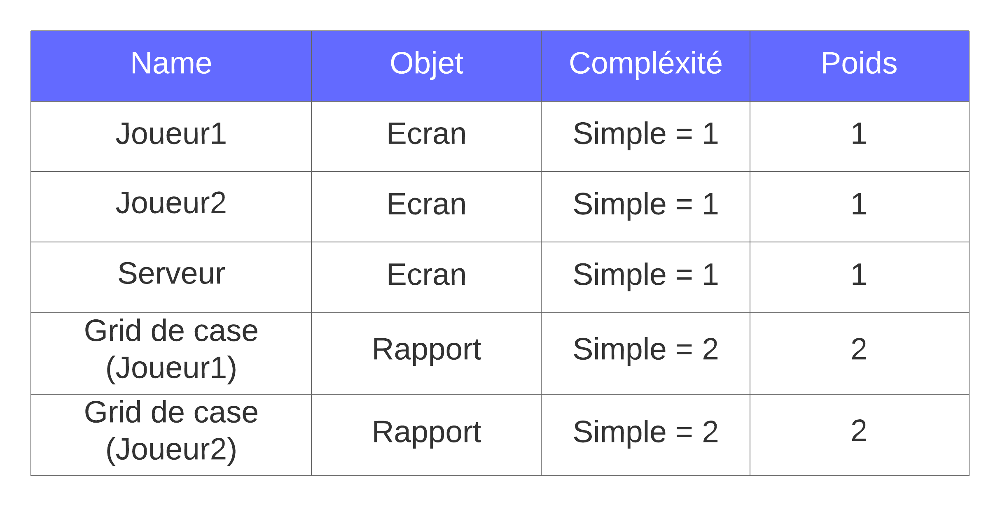 Name Objet Compléxité Poids
Joueur1 Ecran Simple = 1 1
Joueur2 Ecran Simple = 1 1
Serveur Ecran Simple = 1 1
Grid de case
(Joueur1) Rapport Simple = 2 2
Grid de case
(Joueur2) Rapport Simple = 2 2